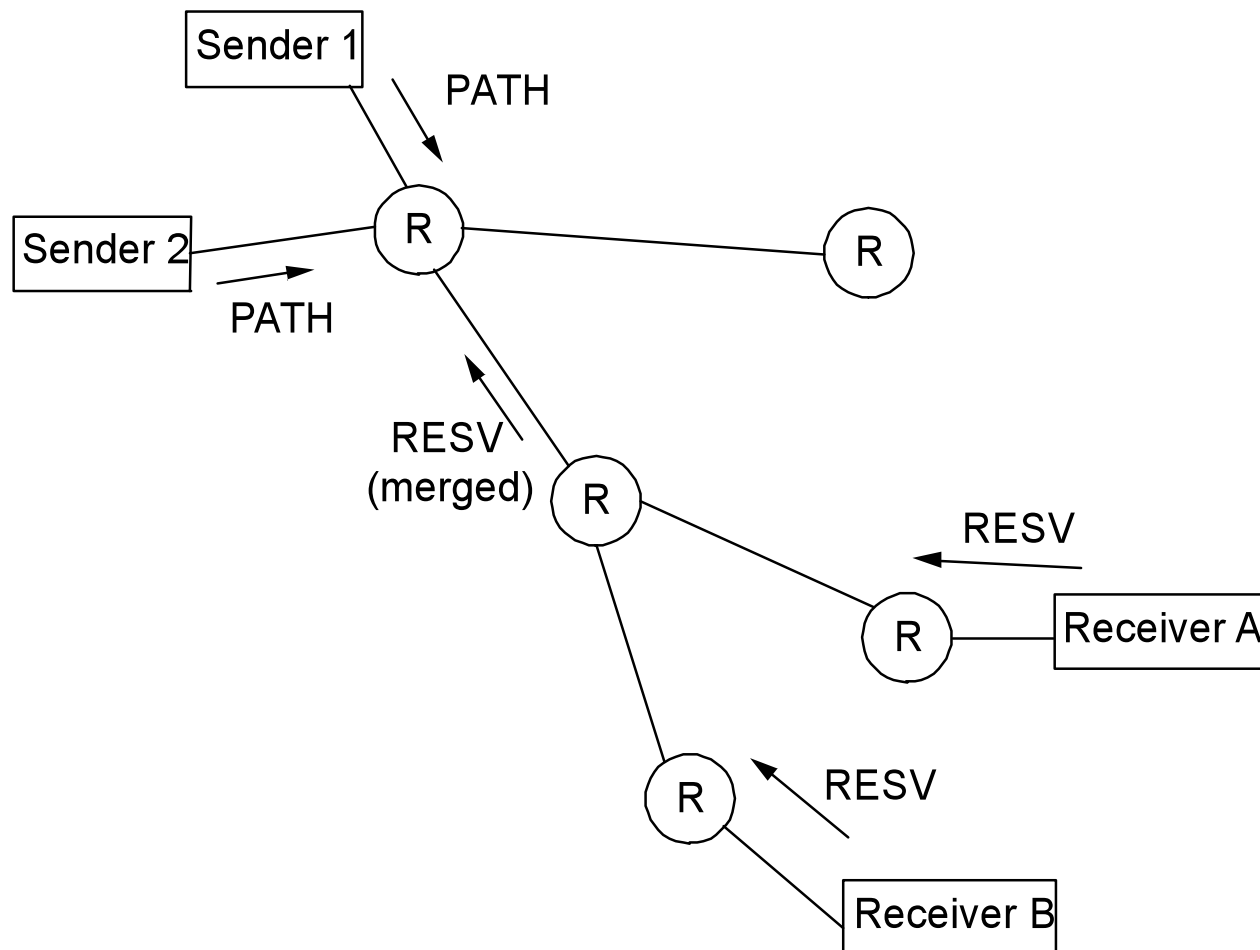 Sender 1
PATH
R
R
Sender 2
PATH
RESV
(merged)
R
RESV
R
Receiver A
R
RESV
Receiver B